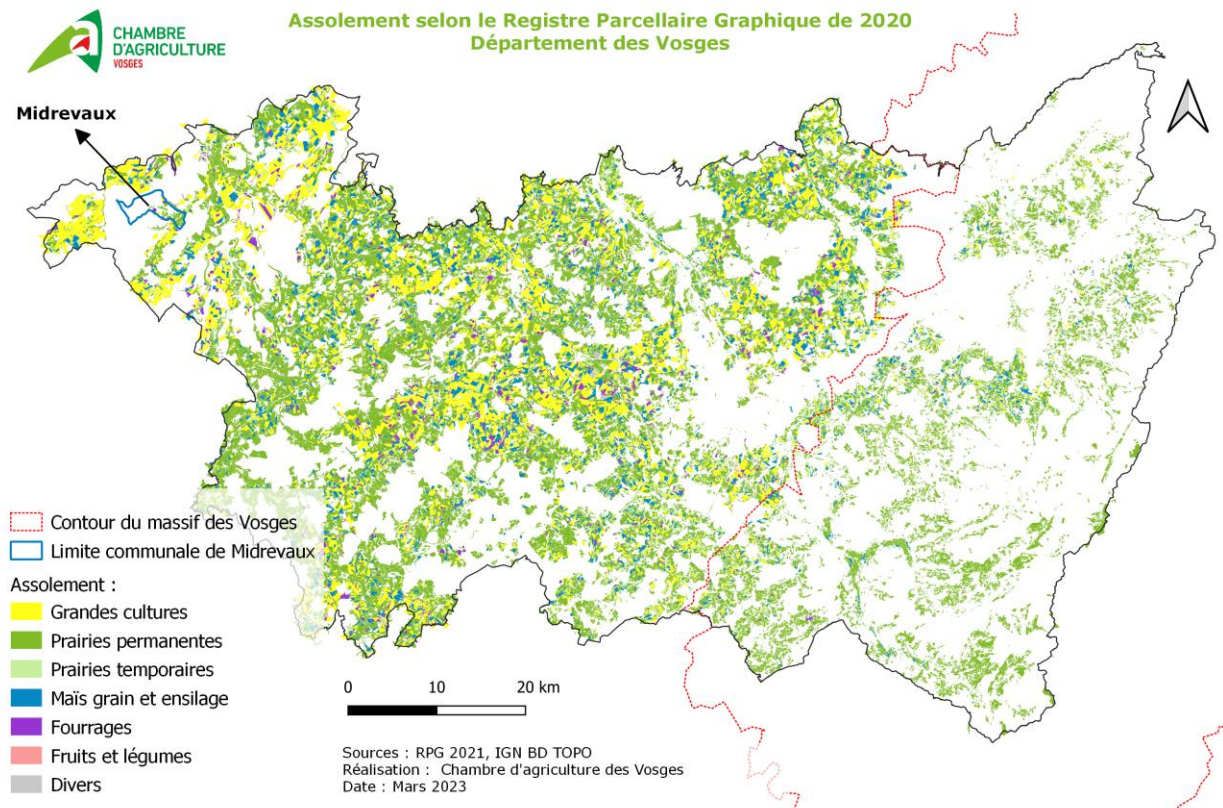 Assolement selon le Registre Parcellaire Graphique de 2020
Département des Vosges
CHAMBRE
D'AGRICULTURE
VOSGES
Midrevaux
Contour du massif des Vosges
Limite communale de Midrevaux
Assolement :
Grandes cultures
Prairies permanentes
Prairies temporaires
Maïs grain et ensilage
Fourrages
Fruits et légumes
Divers
0 10 20 km
Sources : RPG 2021, IGN BD TOPO
Réalisation : Chambre d'agriculture des Vosges
Date : Mars 2023